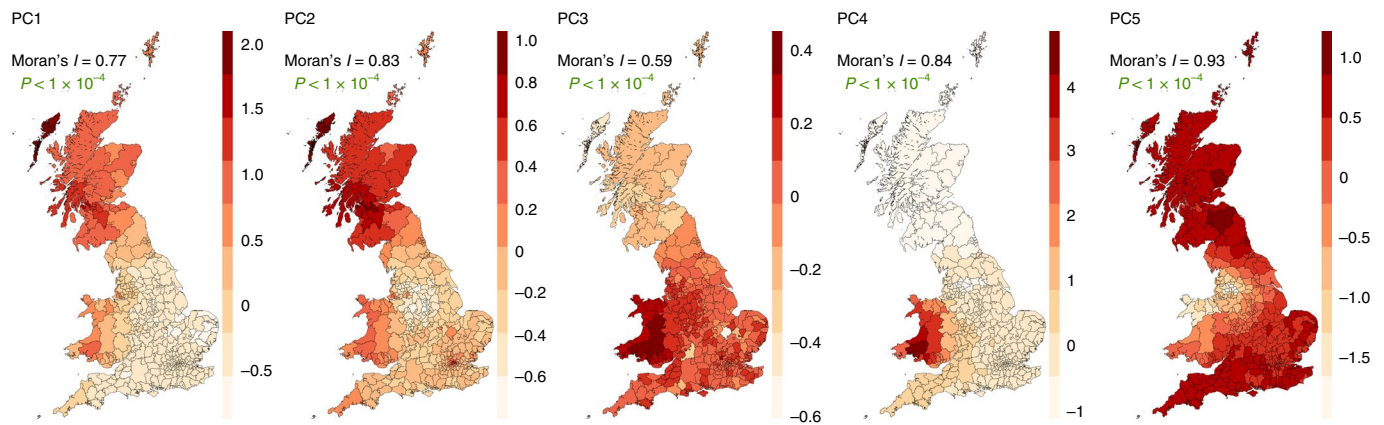 PC1
Moran's I = 0.77
P < 1 × 10⁻⁴
2.0
1.5
1.0
0.5
0
–0.5
PC2
Moran's I = 0.83
P < 1 × 10⁻⁴
1.0
0.8
0.6
0.4
0.2
0
–0.2
–0.4
–0.6
PC3
Moran's I = 0.59
P < 1 × 10⁻⁴
0.4
0.2
0
–0.2
–0.4
–0.6
PC4
Moran's I = 0.84
P < 1 × 10⁻⁴
4
3
2
1
0
–1
PC5
Moran's I = 0.93
P < 1 × 10⁻⁴
1.0
0.5
0
–0.5
–1.0
–1.5